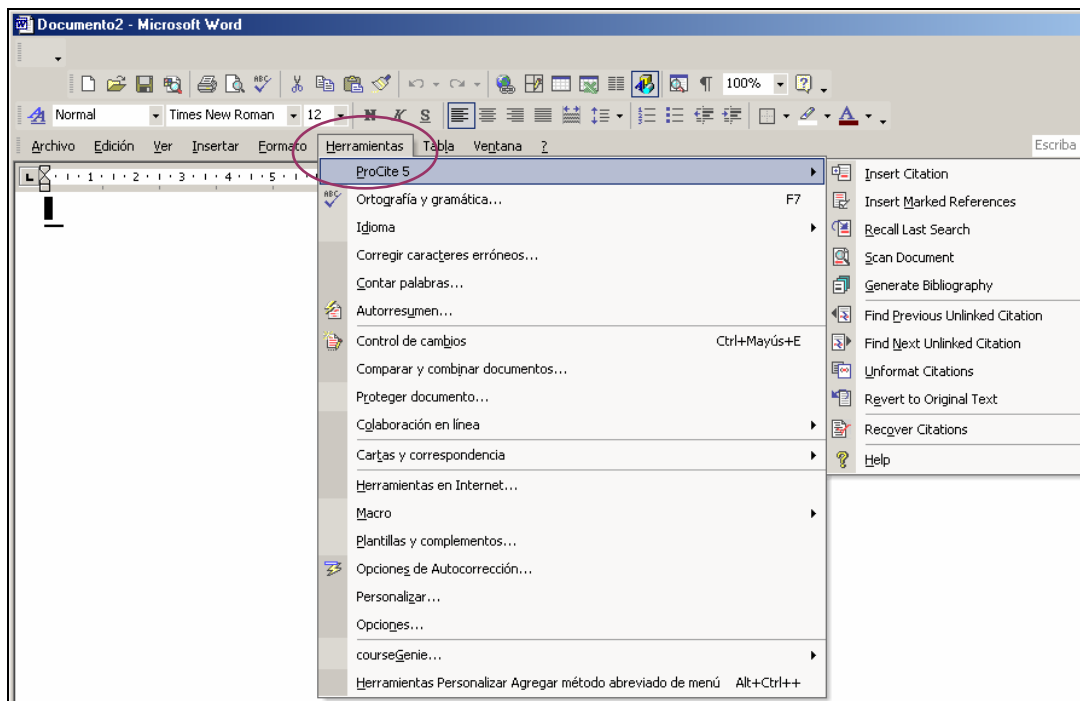 Documento2 - Microsoft Word
100%
Normal Times New Roman 12 N K S
Archivo Edición Ver Insertar Formato Herramientas Tabla Ventana ? Escriba
1 2 3 4 5
ProCite 5
Ortografía y gramática... F7
Idioma
Corregir caracteres erróneos...
Contar palabras...
Autorresumen...
Control de cambios Ctrl+Mayús+E
Comparar y combinar documentos...
Proteger documento...
Colaboración en línea
Cartas y correspondencia
Herramientas en Internet...
Macro
Plantillas y complementos...
Opciones de Autocorrección...
Personalizar...
Opciones...
courseGenie...
Herramientas Personalizar Agregar método abreviado de menú Alt+Ctrl++
Insert Citation
Insert Marked References
Recall Last Search
Scan Document
Generate Bibliography
Find Previous Unlinked Citation
Find Next Unlinked Citation
Unformat Citations
Revert to Original Text
Recover Citations
Help